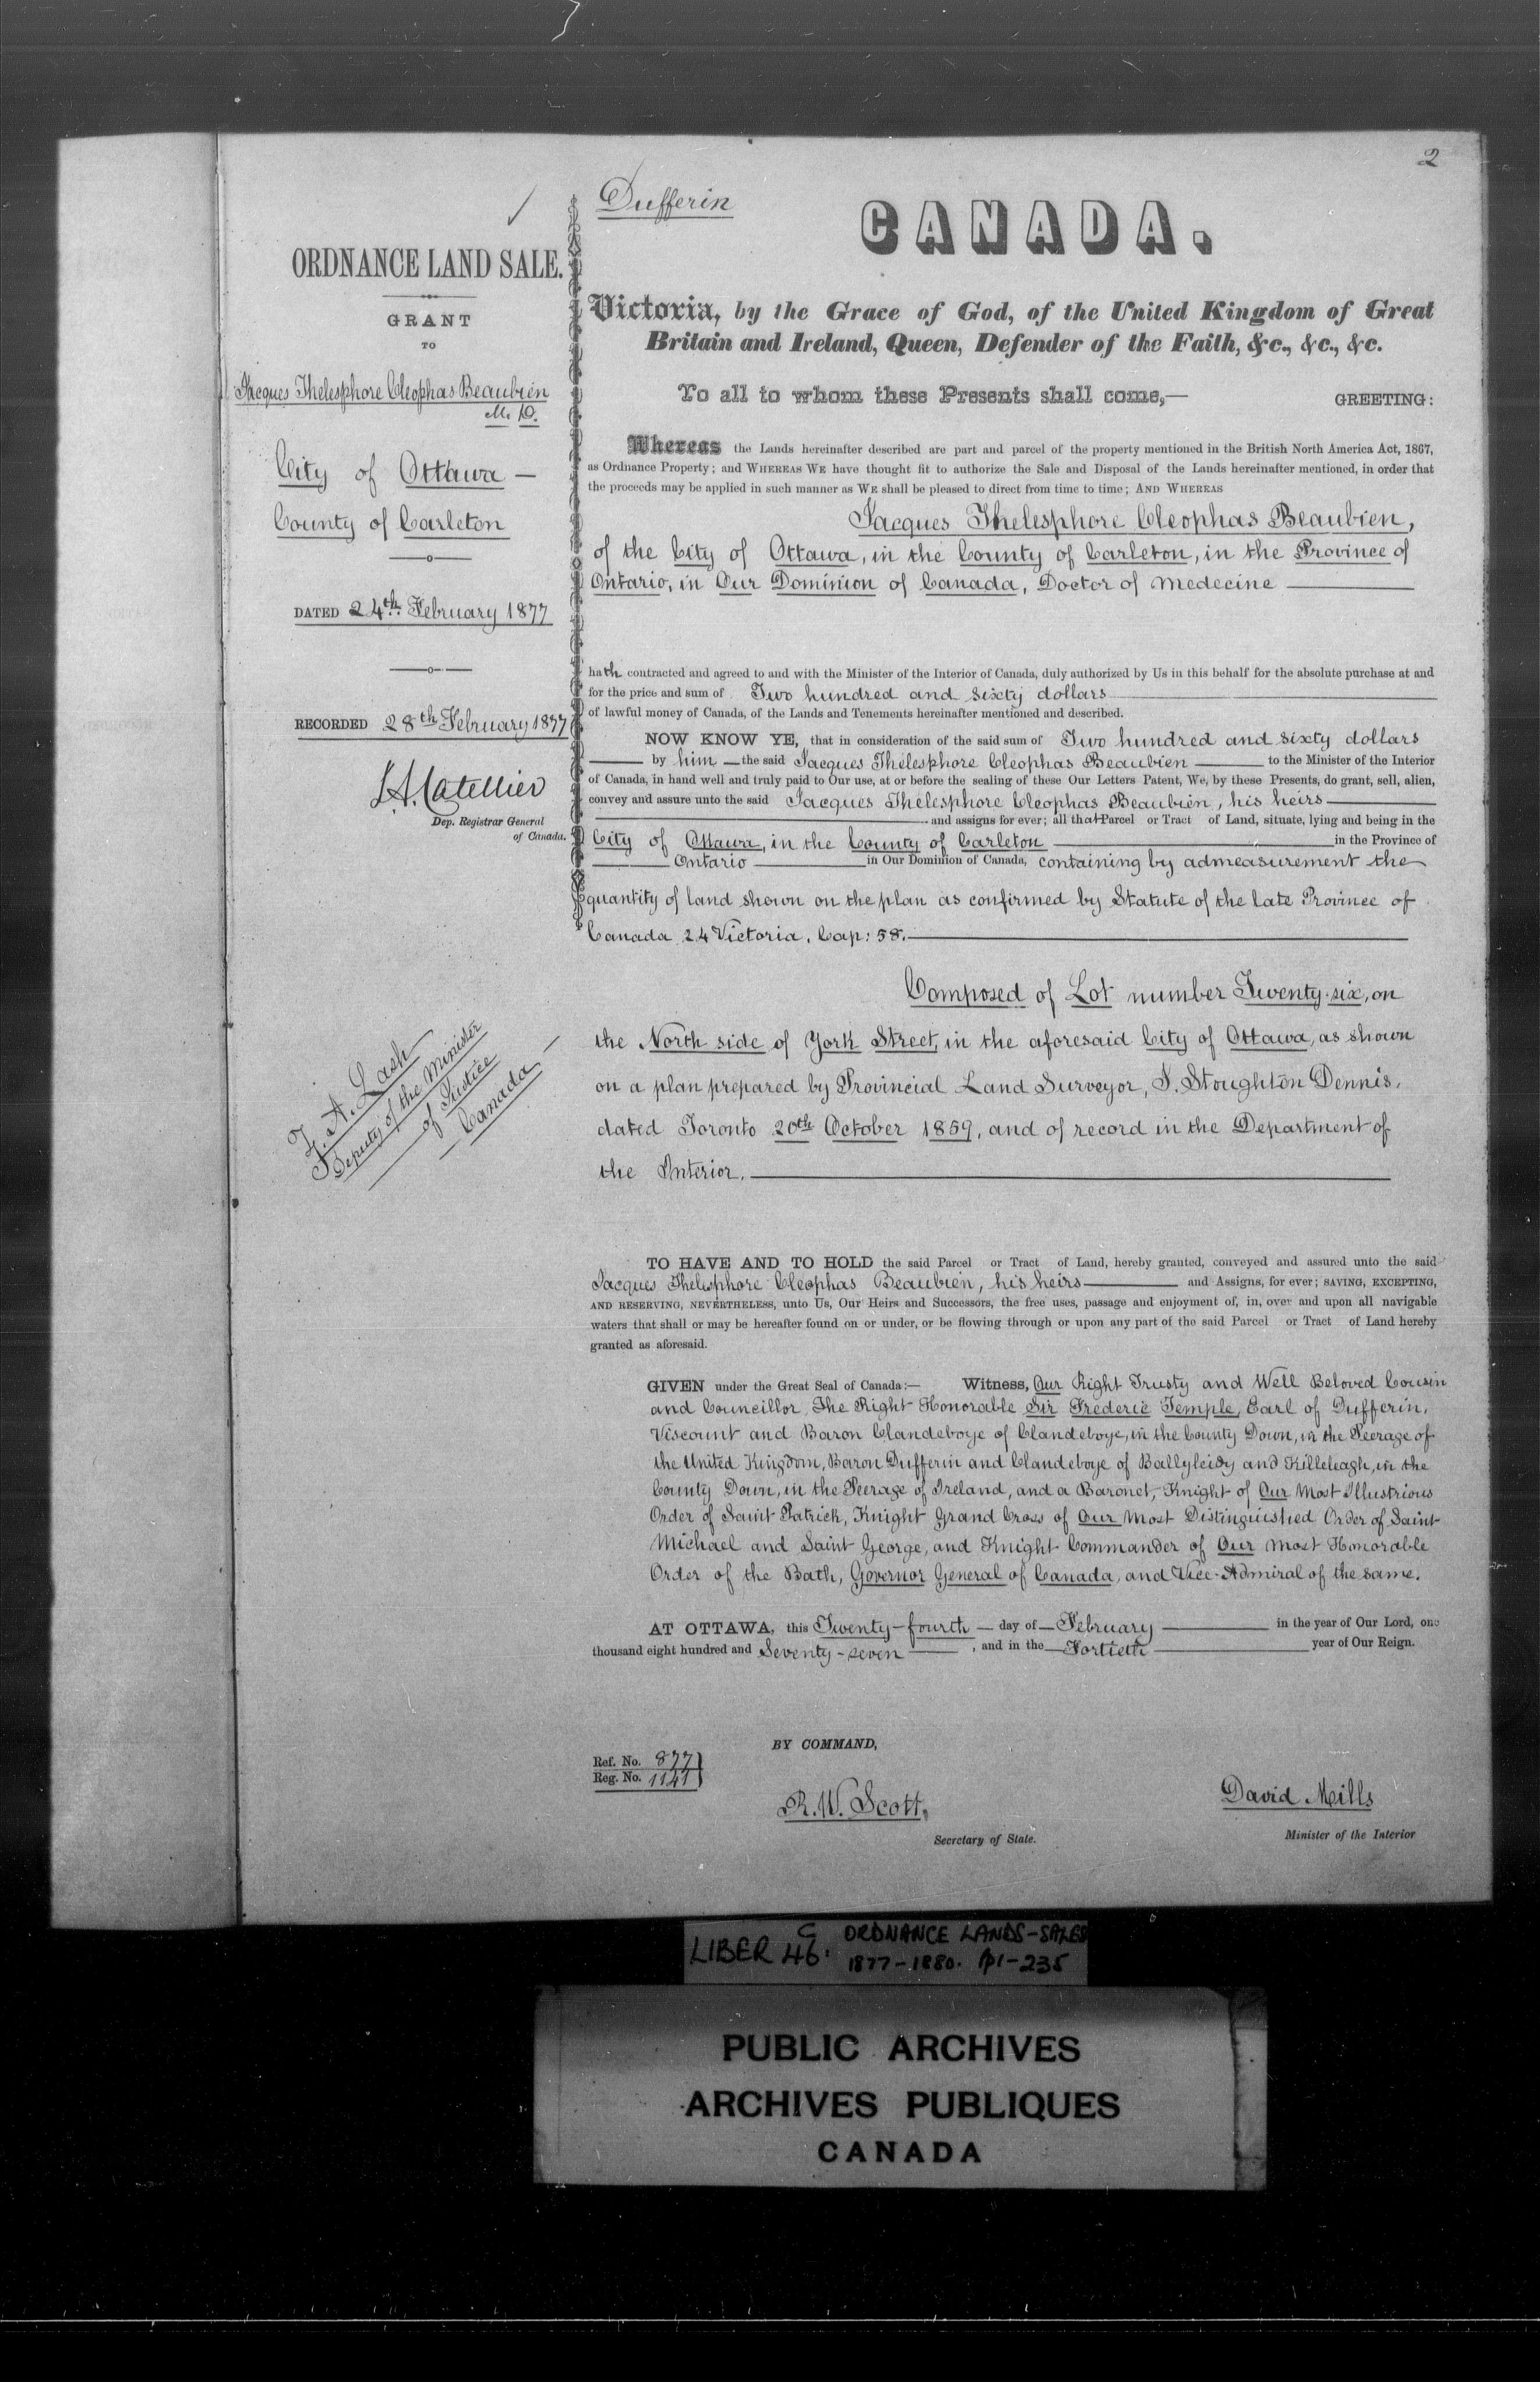 2
Dufferin
CANADA.
ORDNANCE LAND SALE.
GRANT
TO
Jacques Thelesphore Cleophas Beaubien
M. D.
City of Ottawa —
County of Carleton
DATED 24th. February 1877
RECORDED 28th February 1877
L.A. Catellier
Dep. Registrar General
of Canada.
Z. A. Lash
Deputy of the Minister
of Justice
Canada
Victoria, by the Grace of God, of the United Kingdom of Great
Britain and Ireland, Queen, Defender of the Faith, &c., &c., &c.
To all to whom these Presents shall come,— GREETING:
Whereas the Lands hereinafter described are part and parcel of the property mentioned in the British North America Act, 1867,
as Ordnance Property; and WHEREAS WE have thought fit to authorize the Sale and Disposal of the Lands hereinafter mentioned, in order that
the proceeds may be applied in such manner as WE shall be pleased to direct from time to time; AND WHEREAS
Jacques Thelesphore Cleophas Beaubien,
of the City of Ottawa, in the County of Carleton, in the Province of
Ontario, in Our Dominion of Canada, Doctor of Medecine
hath contracted and agreed to and with the Minister of the Interior of Canada, duly authorized by Us in this behalf for the absolute purchase at and
for the price and sum of Two hundred and sixty dollars
of lawful money of Canada, of the Lands and Tenements hereinafter mentioned and described.
NOW KNOW YE, that in consideration of the said sum of Two hundred and sixty dollars
by him — the said Jacques Thelesphore Cleophas Beaubien to the Minister of the Interior
of Canada, in hand well and truly paid to Our use, at or before the sealing of these Our Letters Patent, We, by these Presents, do grant, sell, alien,
convey and assure unto the said Jacques Thelesphore Cleophas Beaubien, his heirs
and assigns for ever; all that Parcel or Tract of Land, situate, lying and being in the
City of Ottawa, in the County of Carleton in the Province of
Ontario in Our Dominion of Canada, containing by admeasurement the
quantity of land shown on the plan as confirmed by Statute of the late Province of
Canada 24 Victoria, Cap: 58.
Composed of Lot number Twenty-six, on
the North side of York Street, in the aforesaid City of Ottawa, as shown
on a plan prepared by Provincial Land Surveyor, J. Stoughton Dennis,
dated Toronto 20th October 1859, and of record in the Department of
the Interior.
TO HAVE AND TO HOLD the said Parcel or Tract of Land, hereby granted, conveyed and assured unto the said
Jacques Thelesphore Cleophas Beaubien, his heirs and Assigns, for ever; SAVING, EXCEPTING,
AND RESERVING, NEVERTHELESS, unto Us, Our Heirs and Successors, the free uses, passage and enjoyment of, in, over and upon all navigable
waters that shall or may be hereafter found on or under, or be flowing through or upon any part of the said Parcel or Tract of Land hereby
granted as aforesaid.
GIVEN under the Great Seal of Canada:— Witness, Our Right Trusty and Well Beloved Cousin
and Councillor The Right Honorable Sir Frederic Temple, Earl of Dufferin,
Viscount and Baron Clandeboye of Clandeboye, in the County Down, in the Peerage of
the United Kingdom, Baron Dufferin and Clandeboye of Ballyleidy and Killeleagh, in the
County Down, in the Peerage of Ireland, and a Baronet, Knight of Our Most Illustrious
Order of Saint Patrick, Knight Grand Cross of Our Most Distinguished Order of Saint
Michael and Saint George, and Knight Commander of Our Most Honorable
Order of the Bath, Governor General of Canada, and Vice-Admiral of the same.
AT OTTAWA, this Twenty-fourth — day of — February in the year of Our Lord, one
thousand eight hundred and Seventy-seven, and in the Fortieth year of Our Reign.
BY COMMAND,
Ref. No. 877
Reg. No. 1141
R. W. Scott,
Secretary of State.
David Mills
Minister of the Interior
LIBER 46. G ORDNANCE LANDS-SALES
1877-1880. p1-235
PUBLIC ARCHIVES
ARCHIVES PUBLIQUES
CANADA